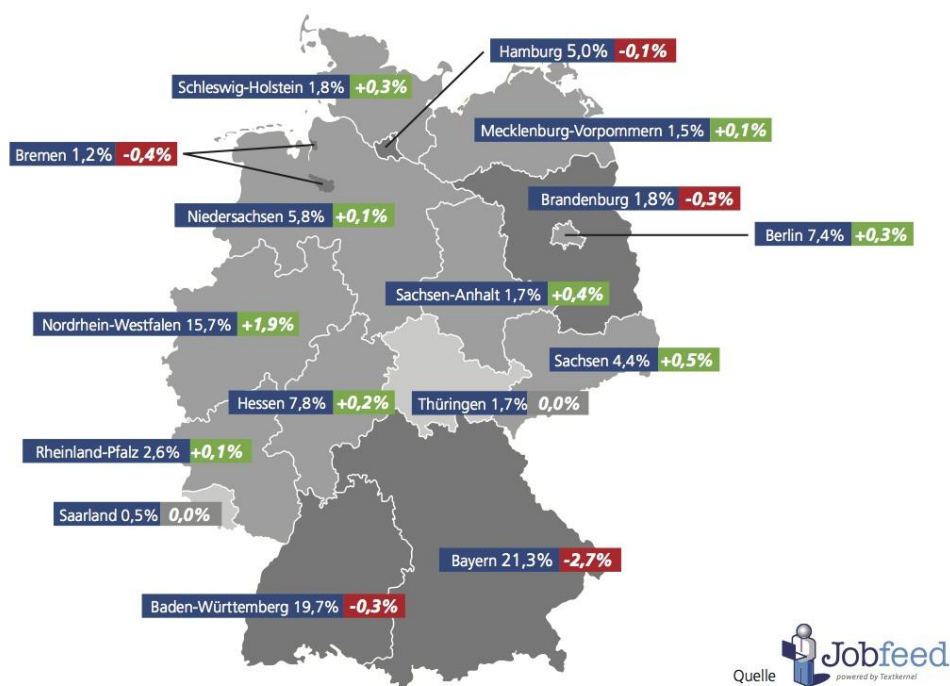 Hamburg 5,0% -0,1%
Schleswig-Holstein 1,8% +0,3%
Mecklenburg-Vorpommern 1,5% +0,1%
Bremen 1,2% -0,4%
Brandenburg 1,8% -0,3%
Niedersachsen 5,8% +0,1%
Berlin 7,4% +0,3%
Sachsen-Anhalt 1,7% +0,4%
Nordrhein-Westfalen 15,7% +1,9%
Sachsen 4,4% +0,5%
Hessen 7,8% +0,2%
Thüringen 1,7% 0,0%
Rheinland-Pfalz 2,6% +0,1%
Saarland 0,5% 0,0%
Bayern 21,3% -2,7%
Baden-Württemberg 19,7% -0,3%
Quelle Jobfeed
powered by Textkernel